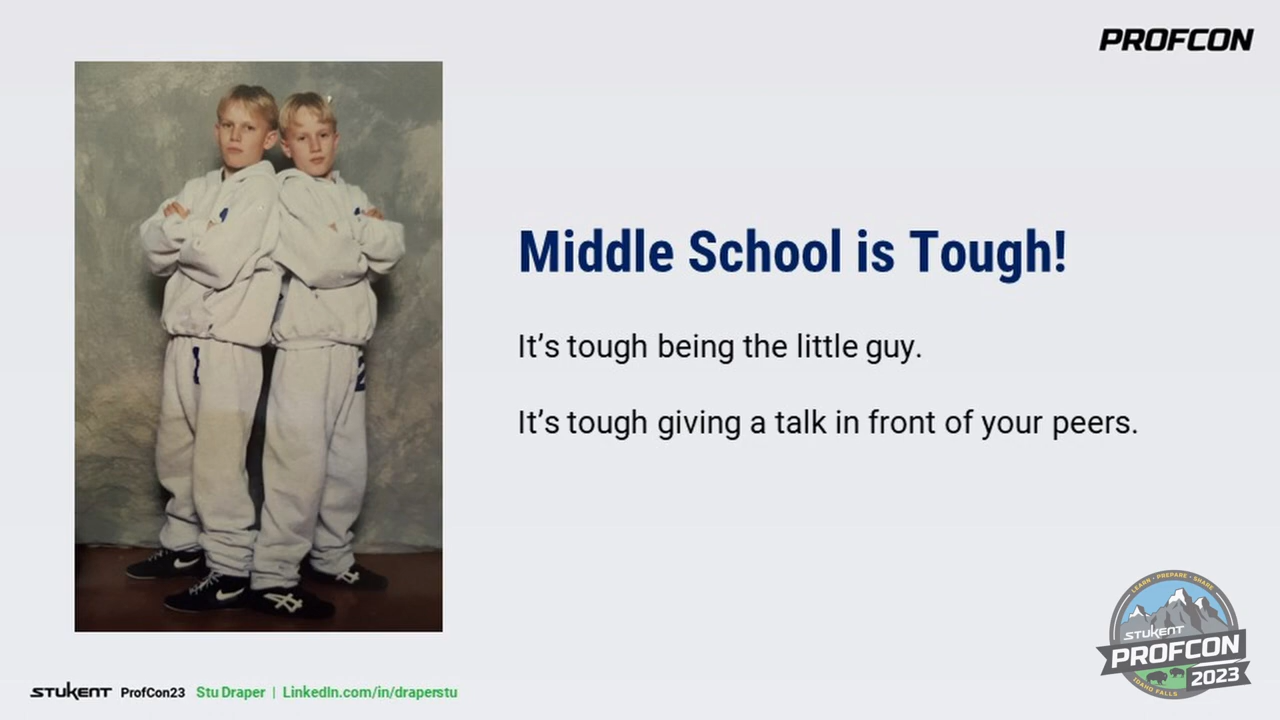 PROFCON
Middle School is Tough!
It’s tough being the little guy.
It’s tough giving a talk in front of your peers.
STUKENT ProfCon23 Stu Draper | LinkedIn.com/in/draperstu
LEARN · PREPARE · SHARE
STUKENT
PROFCON
2023
IDAHO FALLS